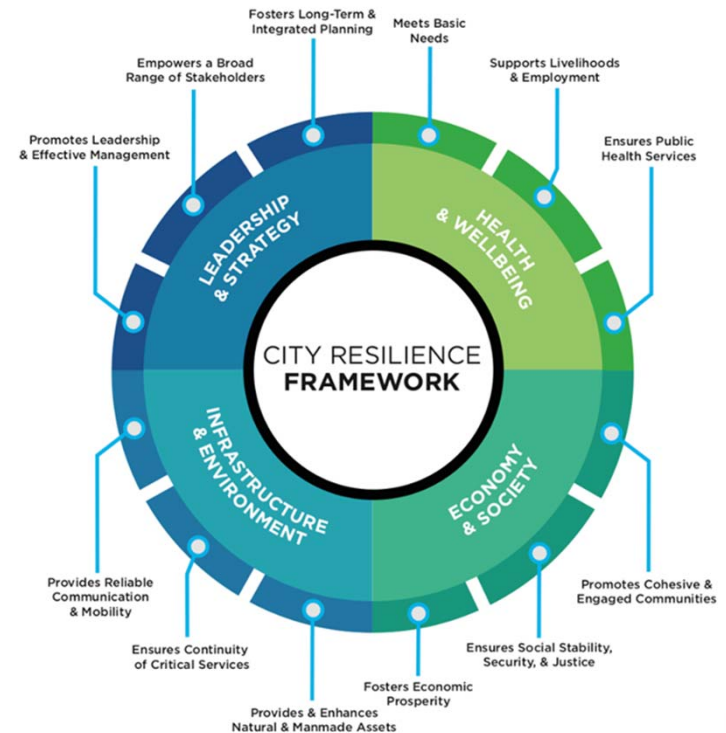 Fosters Long-Term &
Integrated Planning
Meets Basic
Needs
Empowers a Broad
Range of Stakeholders
Supports Livelihoods
& Employment
Promotes Leadership
& Effective Management
Ensures Public
Health Services
LEADERSHIP
& STRATEGY
HEALTH
& WELLBEING
CITY RESILIENCE
FRAMEWORK
INFRASTRUCTURE
& ENVIRONMENT
ECONOMY
& SOCIETY
Provides Reliable
Communication
& Mobility
Promotes Cohesive &
Engaged Communities
Ensures Continuity
of Critical Services
Ensures Social Stability,
Security, & Justice
Fosters Economic
Prosperity
Provides & Enhances
Natural & Manmade Assets